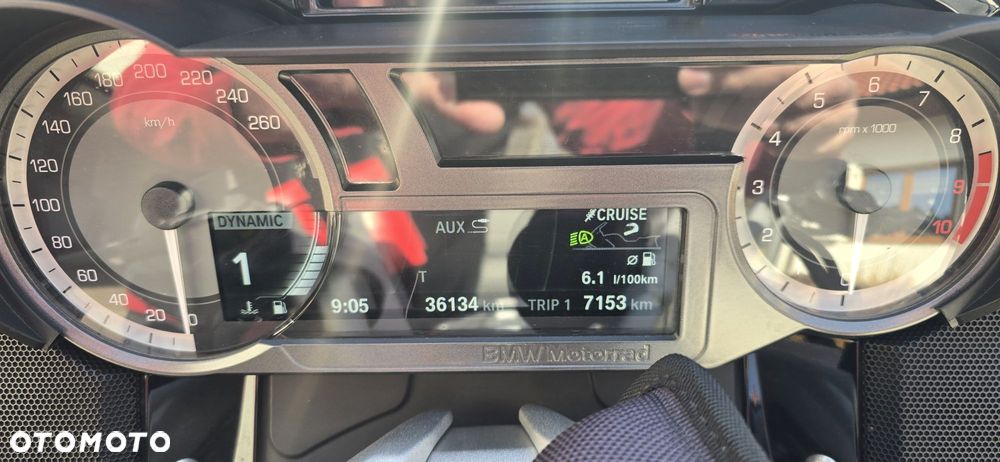 20
40
60
80
100
120
140
160
180
200
220
240
260
km/h
DYNAMIC
1
9:05
AUX
T
36134 km
CRUISE
A
Ø
6.1 l/100km
TRIP 1 7153 km
BMW Motorrad
2
3
4
5
6
7
8
9
10
rpm x 1000
OTOMOTO